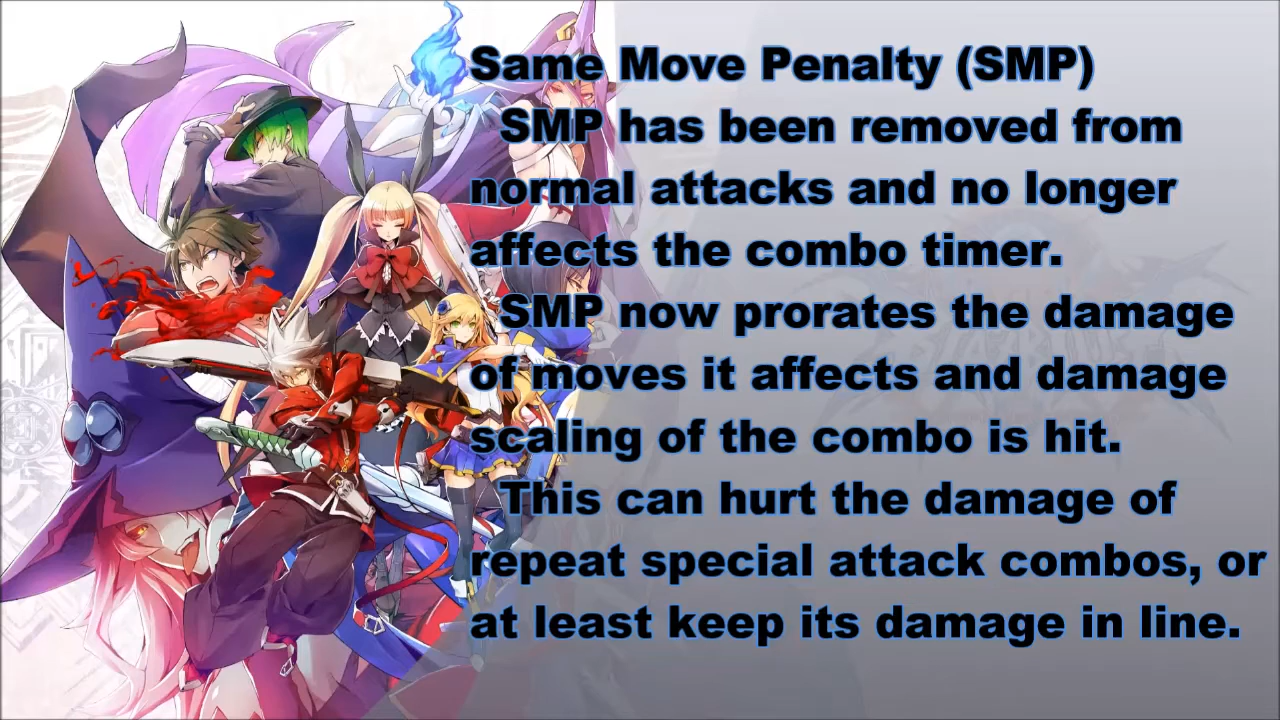 Same Move Penalty (SMP)
SMP has been removed from
normal attacks and no longer
affects the combo timer.
SMP now prorates the damage
of moves it affects and damage
scaling of the combo is hit.
This can hurt the damage of
repeat special attack combos, or
at least keep its damage in line.